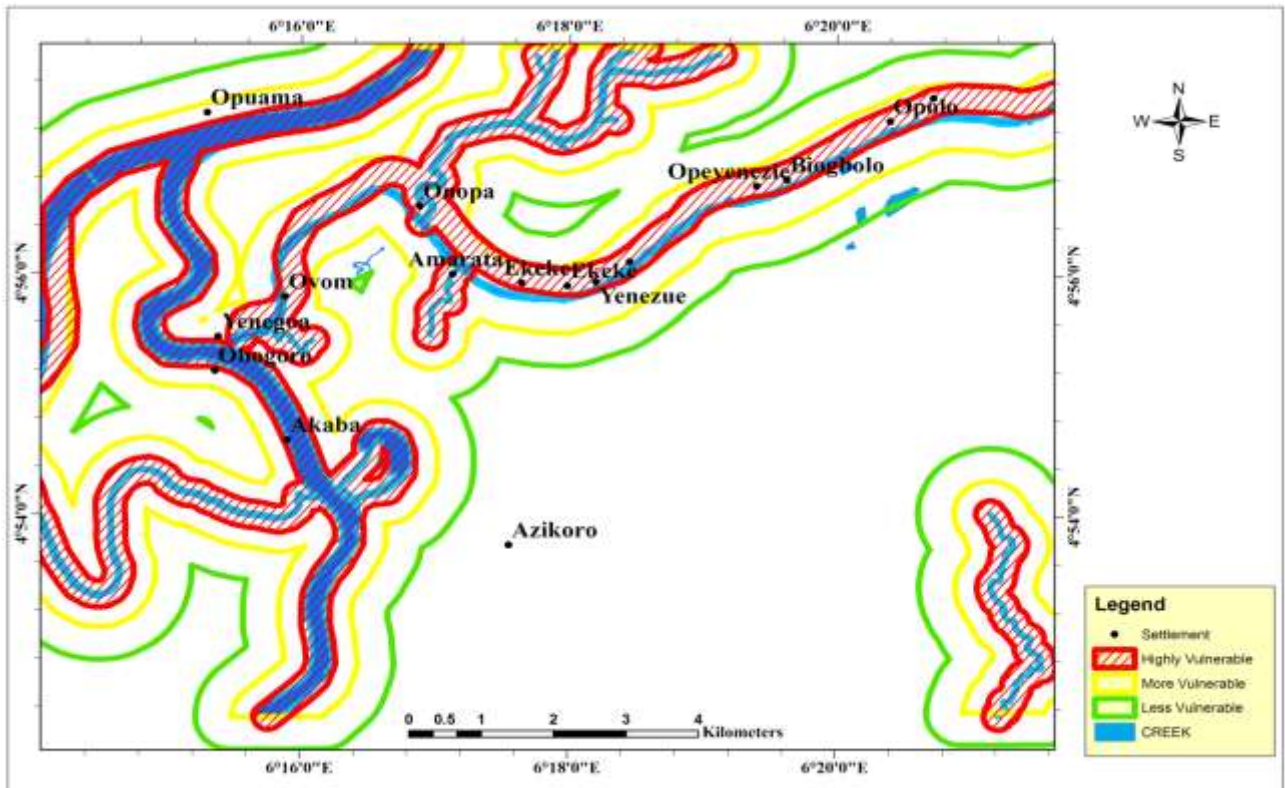 6°16'0"E
6°18'0"E
6°20'0"E
Opuama
Opolo
N
W
E
S
Opevenezie
Biogbolo
Onopa
4°56'0"N
Amarata
Ekeke
Ekeke
4°56'0"N
Ovom
Yenezue
Yenegoa
Obogoro
Akaba
4°54'0"N
Azikoro
4°54'0"N
Legend
Settlement
Highly Vulnerable
More Vulnerable
Less Vulnerable
CREEK
0
0.5
1
2
3
4
Kilometers
6°16'0"E
6°18'0"E
6°20'0"E